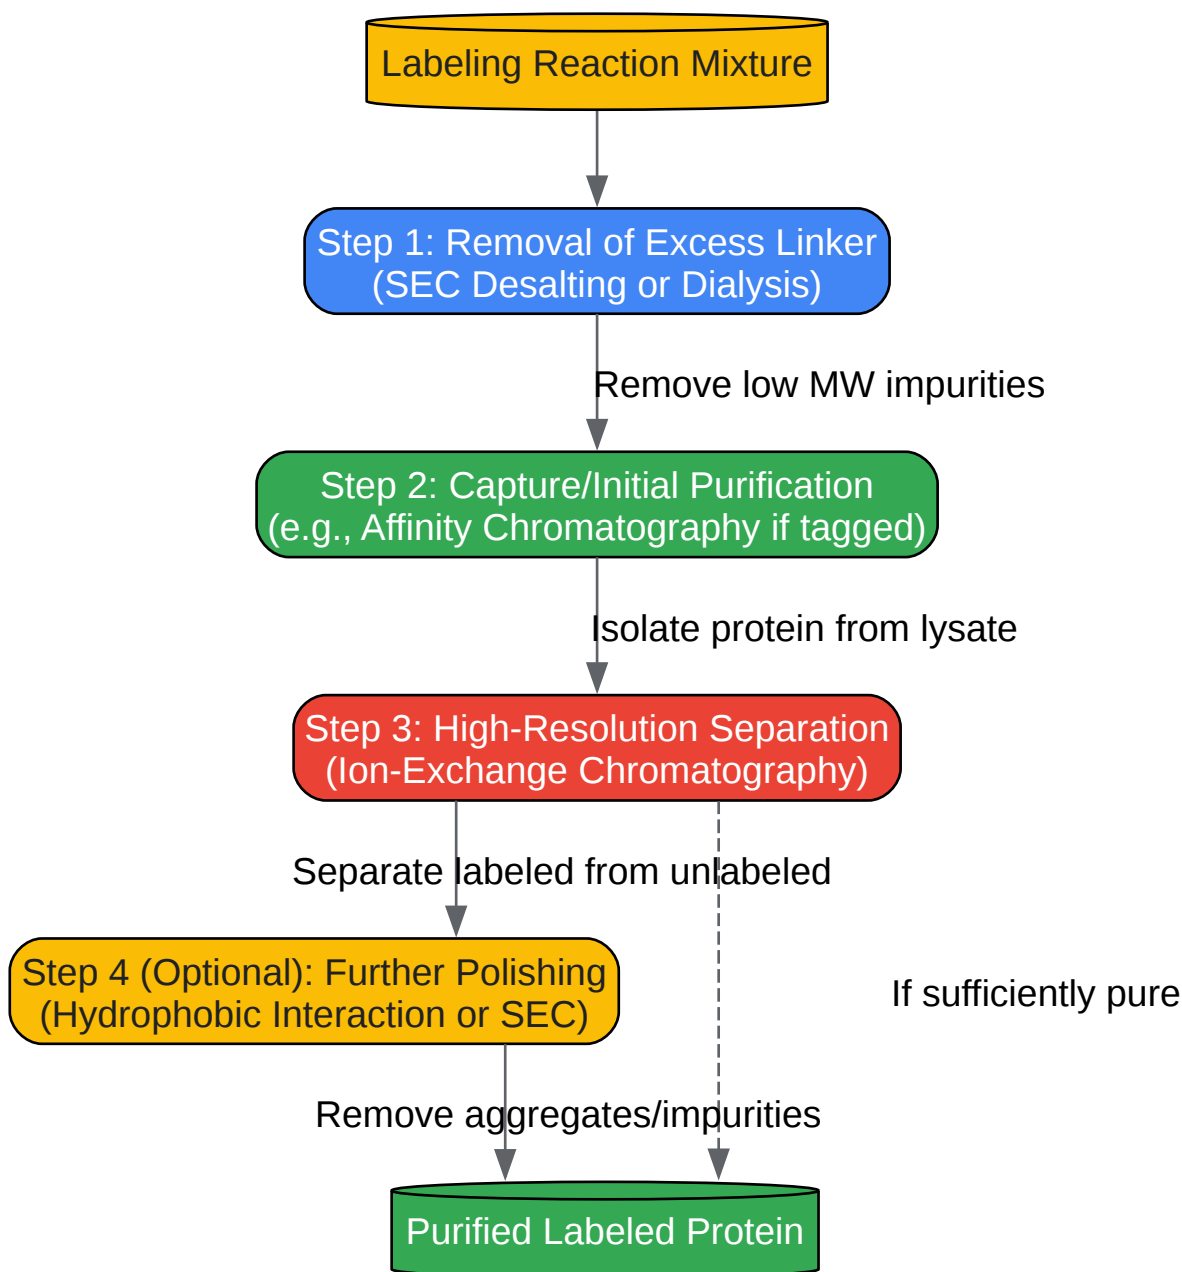 Labeling Reaction Mixture
Step 1: Removal of Excess Linker
(SEC Desalting or Dialysis)
Remove low MW impurities
Step 2: Capture/Initial Purification
(e.g., Affinity Chromatography if tagged)
Isolate protein from lysate
Step 3: High-Resolution Separation
(Ion-Exchange Chromatography)
Separate labeled from unlabeled
Step 4 (Optional): Further Polishing
(Hydrophobic Interaction or SEC)
If sufficiently pure
Remove aggregates/impurities
Purified Labeled Protein